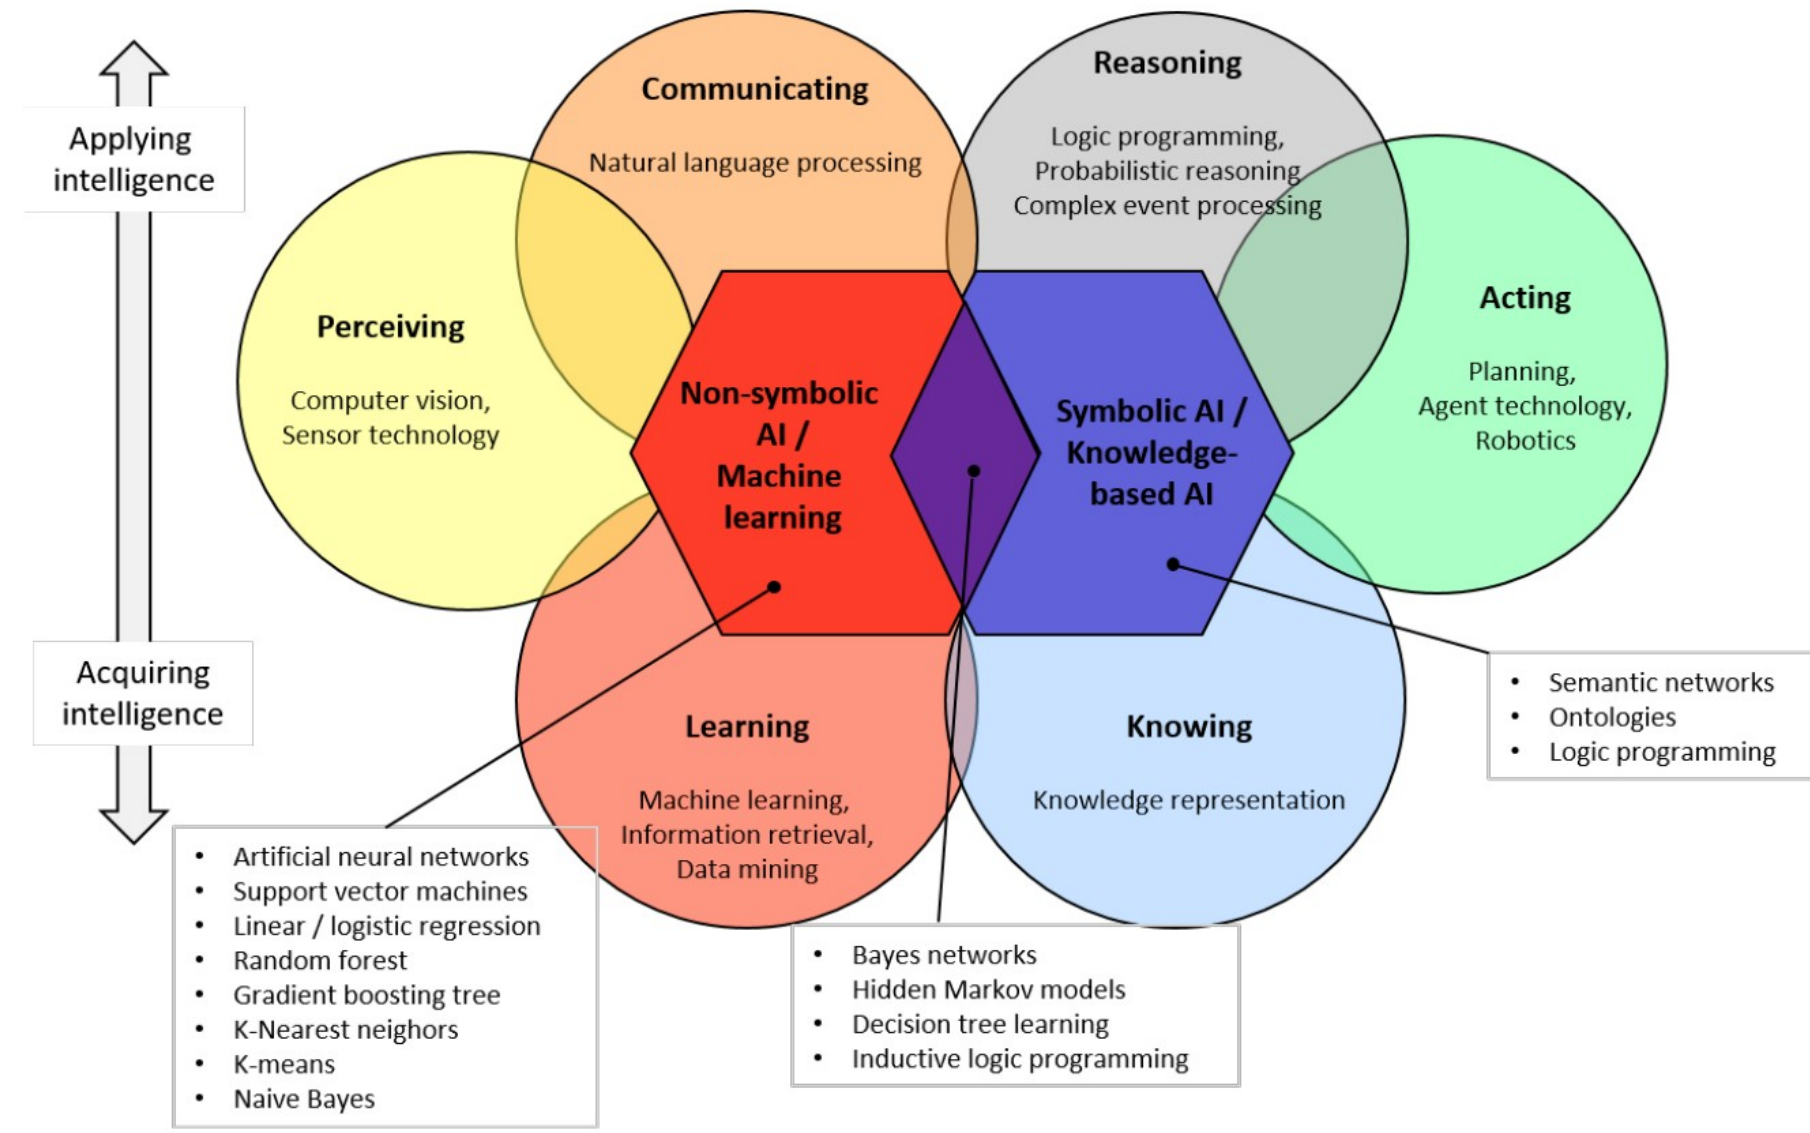 Applying
intelligence
Acquiring
intelligence
Communicating
Natural language processing
Reasoning
Logic programming,
Probabilistic reasoning
Complex event processing
Perceiving
Computer vision,
Sensor technology
Acting
Planning,
Agent technology,
Robotics
Non-symbolic
AI /
Machine
learning
Symbolic AI /
Knowledge-
based AI
Learning
Machine learning,
Information retrieval,
Data mining
Knowing
Knowledge representation
• Semantic networks
• Ontologies
• Logic programming
• Artificial neural networks
• Support vector machines
• Linear / logistic regression
• Random forest
• Gradient boosting tree
• K-Nearest neighors
• K-means
• Naive Bayes
• Bayes networks
• Hidden Markov models
• Decision tree learning
• Inductive logic programming